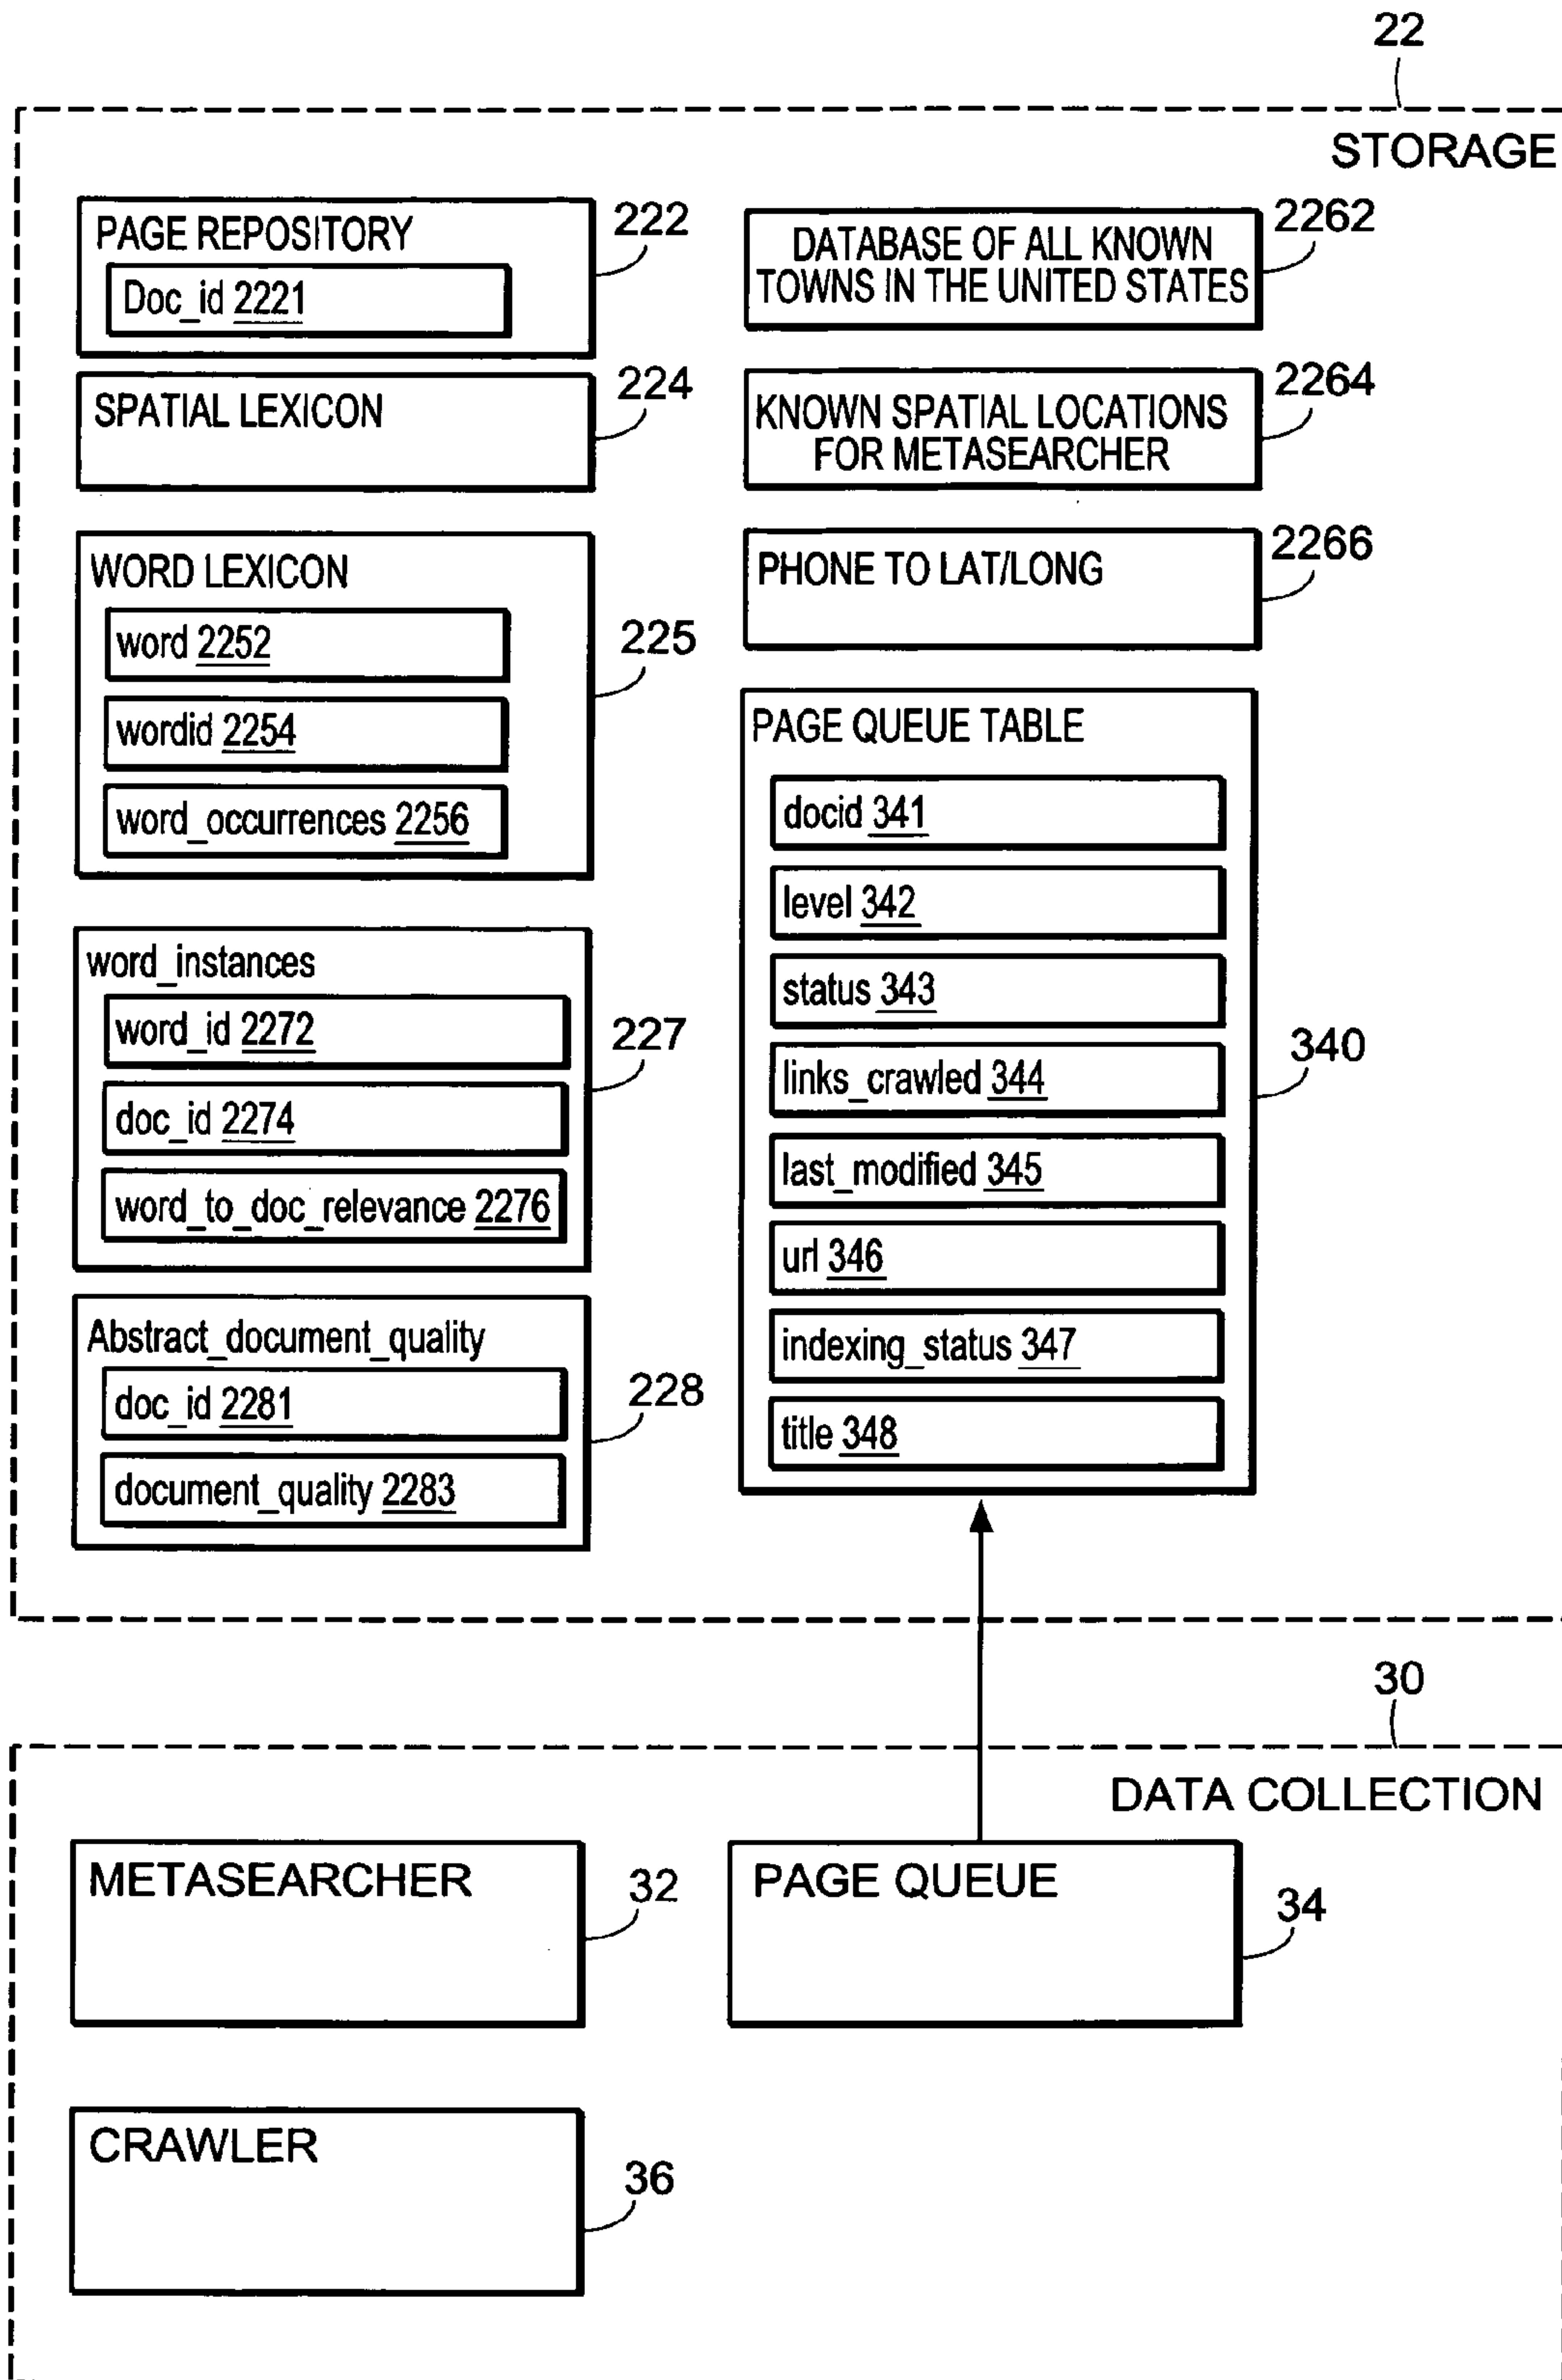 22
STORAGE
PAGE REPOSITORY
Doc_id 2221
222
SPATIAL LEXICON
224
WORD LEXICON
word 2252
wordid 2254
word_occurrences 2256
225
word_instances
word_id 2272
doc_id 2274
word_to_doc_relevance 2276
227
Abstract_document_quality
doc_id 2281
document_quality 2283
228
DATABASE OF ALL KNOWN
TOWNS IN THE UNITED STATES
2262
KNOWN SPATIAL LOCATIONS
FOR METASEARCHER
2264
PHONE TO LAT/LONG
2266
PAGE QUEUE TABLE
docid 341
level 342
status 343
links_crawled 344
last_modified 345
url 346
indexing_status 347
title 348
340
30
DATA COLLECTION
METASEARCHER
32
PAGE QUEUE
34
CRAWLER
36